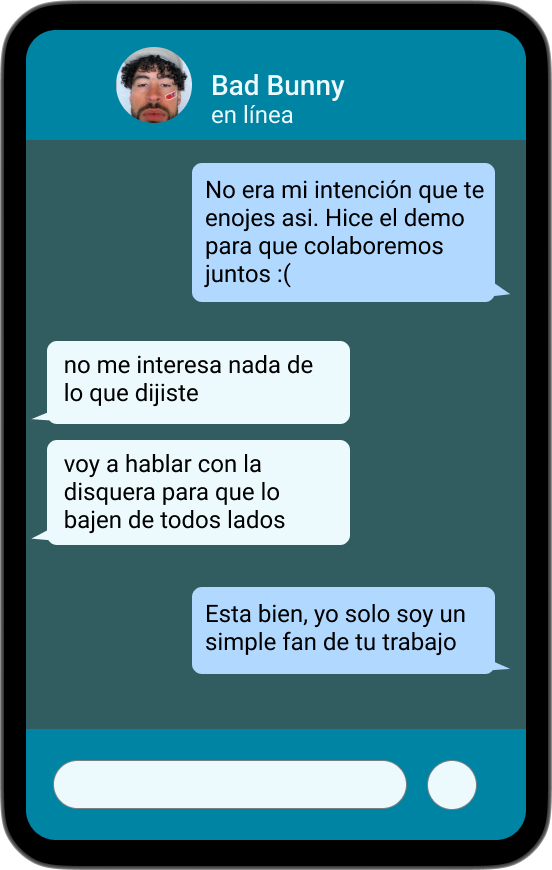 Bad Bunny
en línea
No era mi intención que te
enojes asi. Hice el demo
para que colaboremos
juntos :(
no me interesa nada de
lo que dijiste
voy a hablar con la
disquera para que lo
bajen de todos lados
Esta bien, yo solo soy un
simple fan de tu trabajo